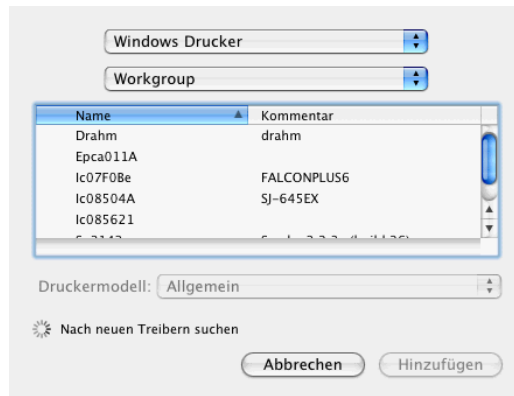 Windows Drucker
Workgroup
Name Kommentar
Drahm drahm
Epca011A
Ic07F0Be FALCONPLUS6
Ic08504A SJ-645EX
Ic085621
Druckermodell: Allgemein
Nach neuen Treibern suchen
Abbrechen Hinzufügen